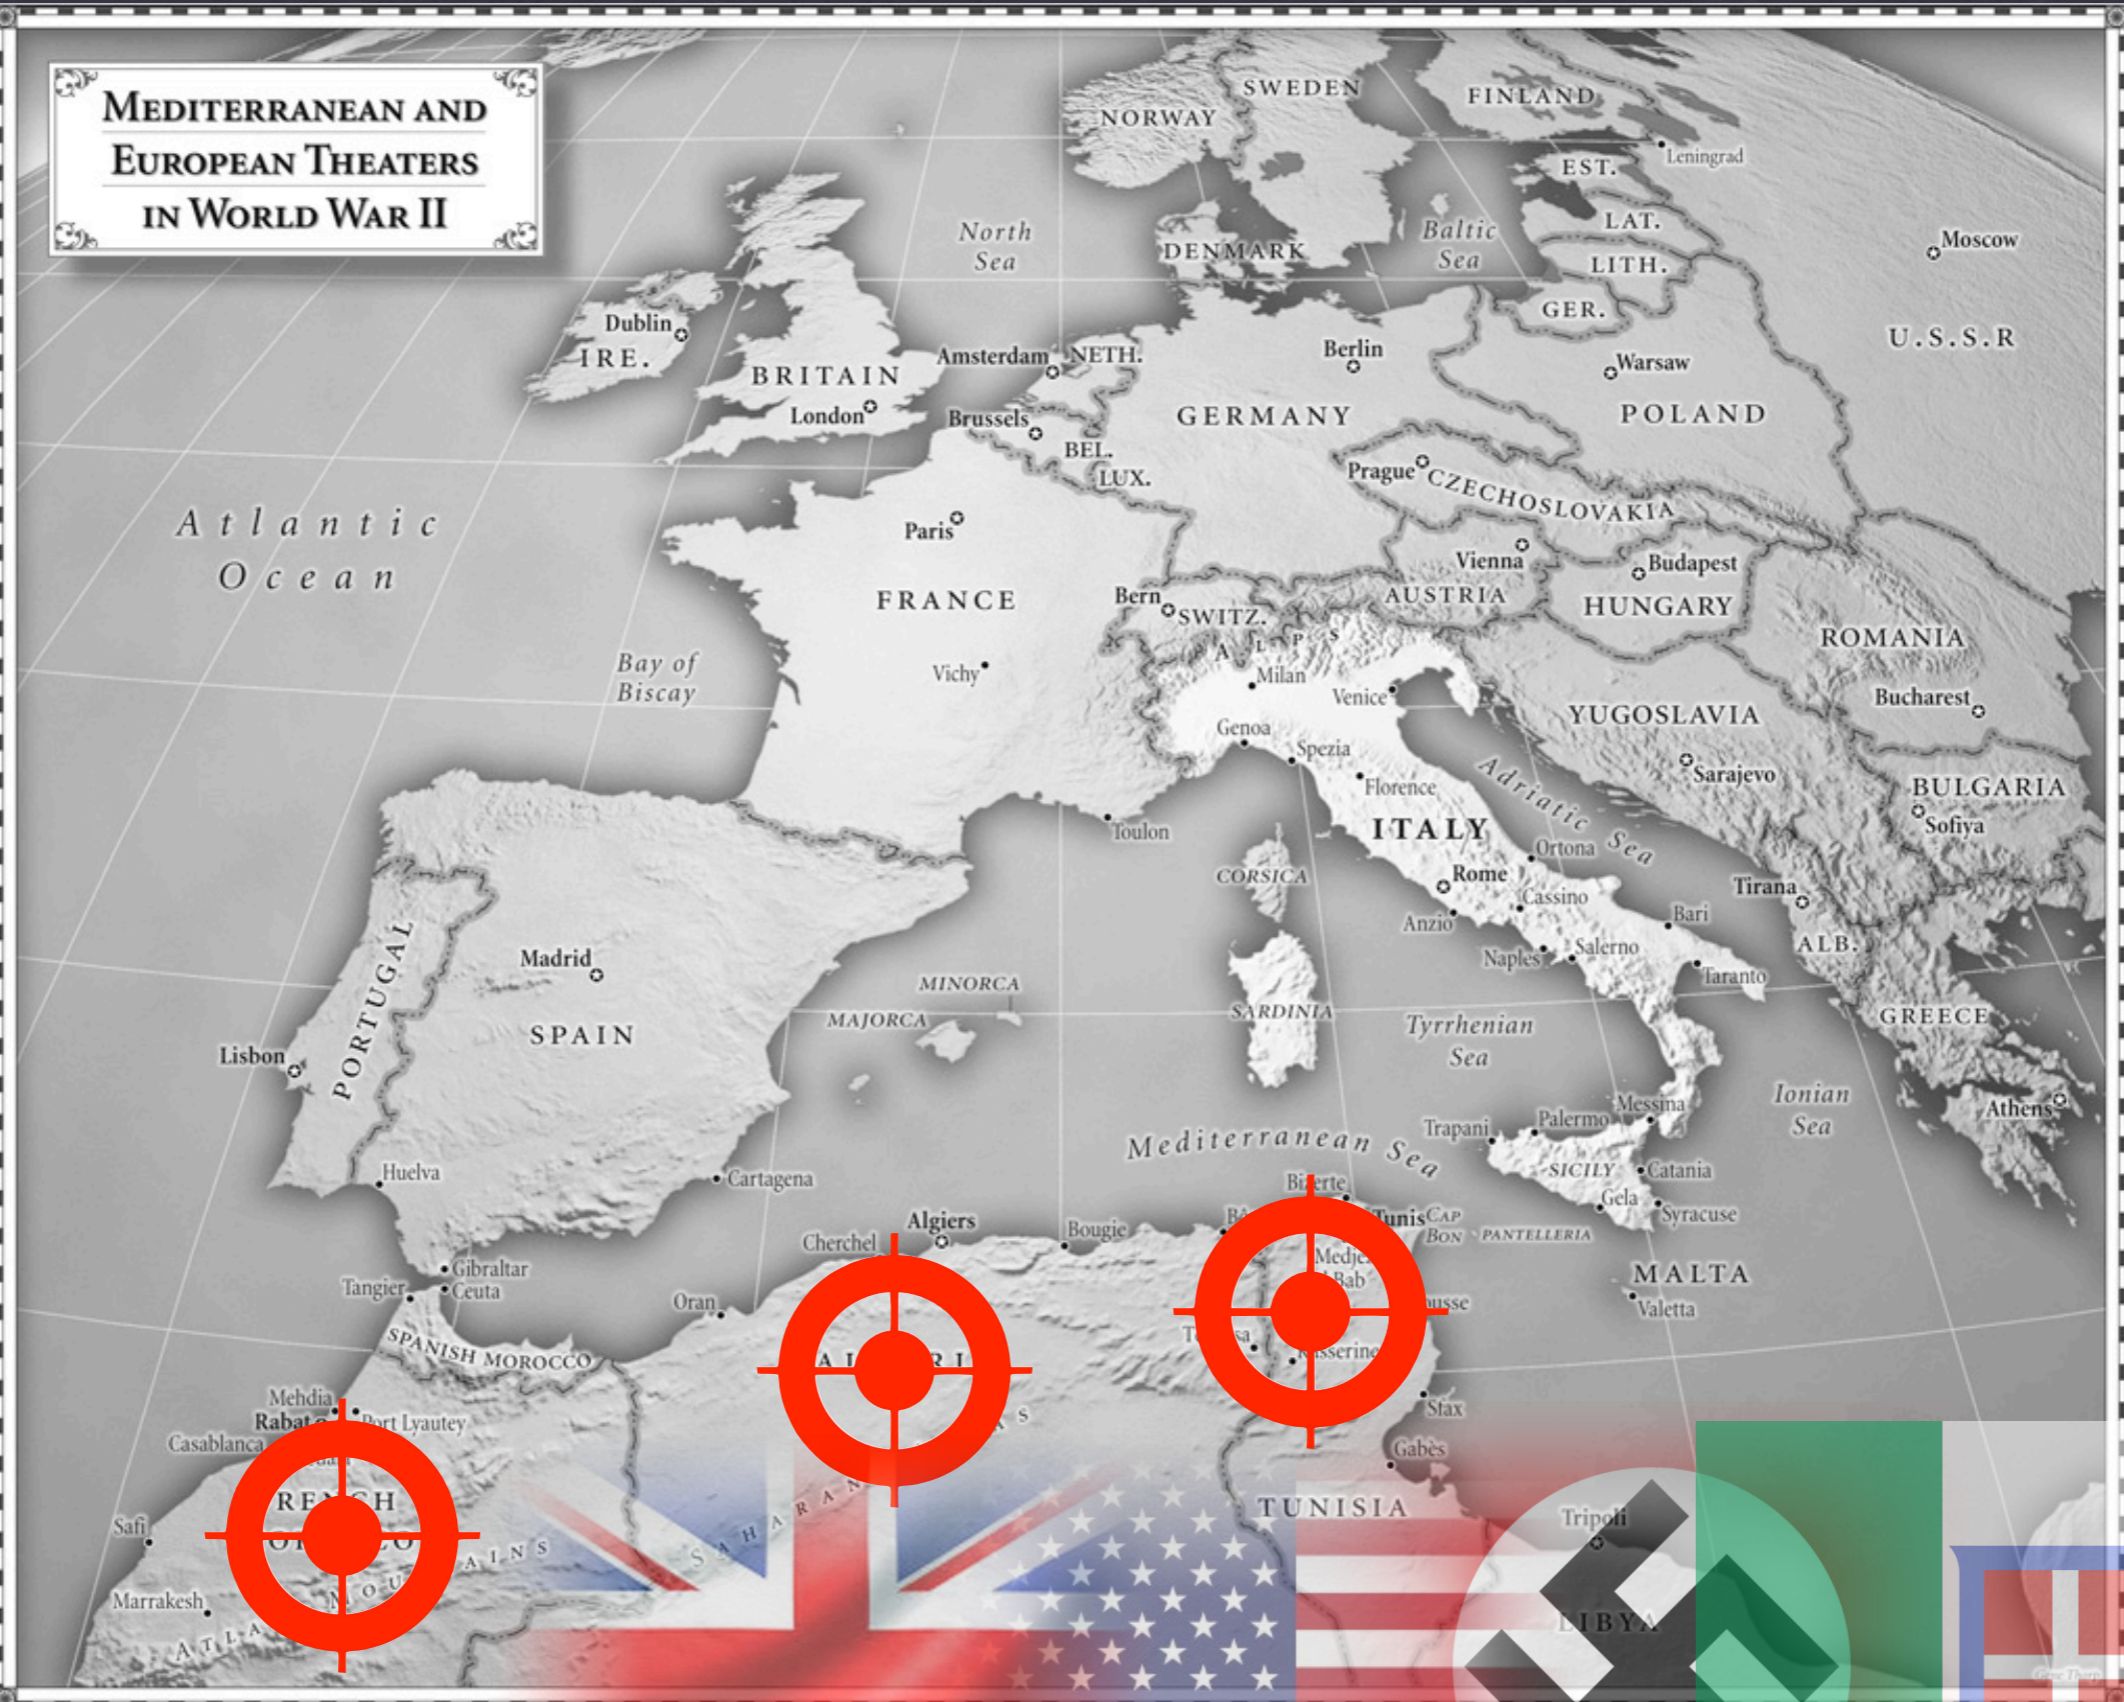 MEDITERRANEAN AND
EUROPEAN THEATERS
IN WORLD WAR II
NORWAY
SWEDEN
FINLAND
Leningrad
EST.
LAT.
LITH.
GER.
Moscow
U.S.S.R
North
Sea
Baltic
Sea
DENMARK
Dublin
IRE.
BRITAIN
London
Amsterdam
NETH.
Brussels
BEL.
LUX.
Berlin
GERMANY
Warsaw
POLAND
Prague
CZECHOSLOVAKIA
Atlantic
Ocean
Paris
FRANCE
Vichy
Bay of
Biscay
Bern
SWITZ.
ALPS
Vienna
AUSTRIA
Budapest
HUNGARY
ROMANIA
Bucharest
Milan
Venice
Genoa
Spezia
Florence
YUGOSLAVIA
Sarajevo
BULGARIA
Sofiya
Adriatic Sea
Toulon
ITALY
Ortona
CORSICA
Rome
Cassino
Anzio
Bari
Naples
Salerno
Taranto
Tirana
ALB.
GREECE
Athens
PORTUGAL
Madrid
SPAIN
Lisbon
MINORCA
MAJORCA
SARDINIA
Tyrrhenian
Sea
Ionian
Sea
Mediterranean Sea
Trapani
Palermo
Messina
SICILY
Catania
Gela
Syracuse
Huelva
Cartagena
Gibraltar
Tangier
Ceuta
SPANISH MOROCCO
Oran
Cherchel
Algiers
Bougie
Bizerte
Tunis
CAP
BON
PANTELLERIA
MALTA
Valetta
Sfax
Gabès
TUNISIA
Tripoli
LIBYA
Mehdia
Rabat
Port Lyautey
Casablanca
Safi
Marrakesh
Gene Thorp